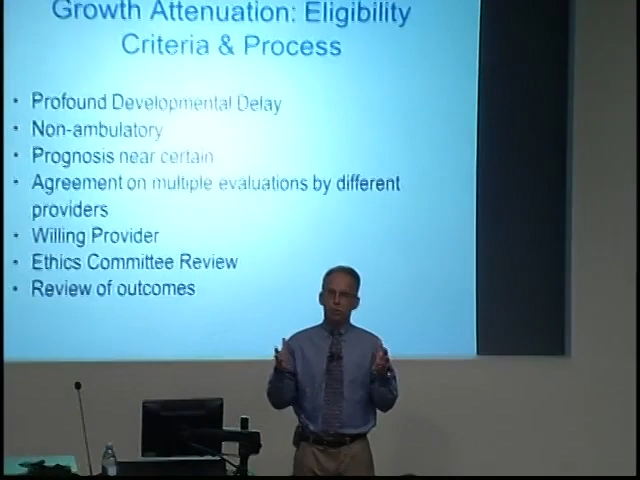 Growth Attenuation: Eligibility
Criteria & Process
• Profound Developmental Delay
• Non-ambulatory
• Prognosis near certain
• Agreement on multiple evaluations by different
providers
• Willing Provider
• Ethics Committee Review
• Review of outcomes